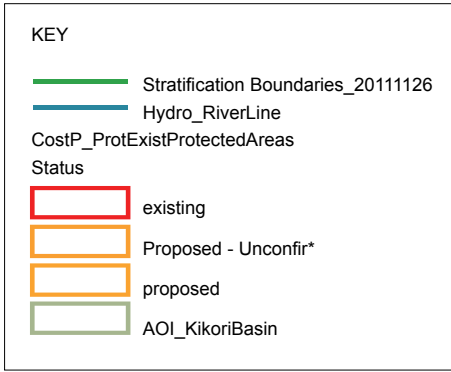 KEY
Stratification Boundaries_20111126
Hydro_RiverLine
CostP_ProtExistProtectedAreas
Status
existing
Proposed - Unconfir*
proposed
AOI_KikoriBasin